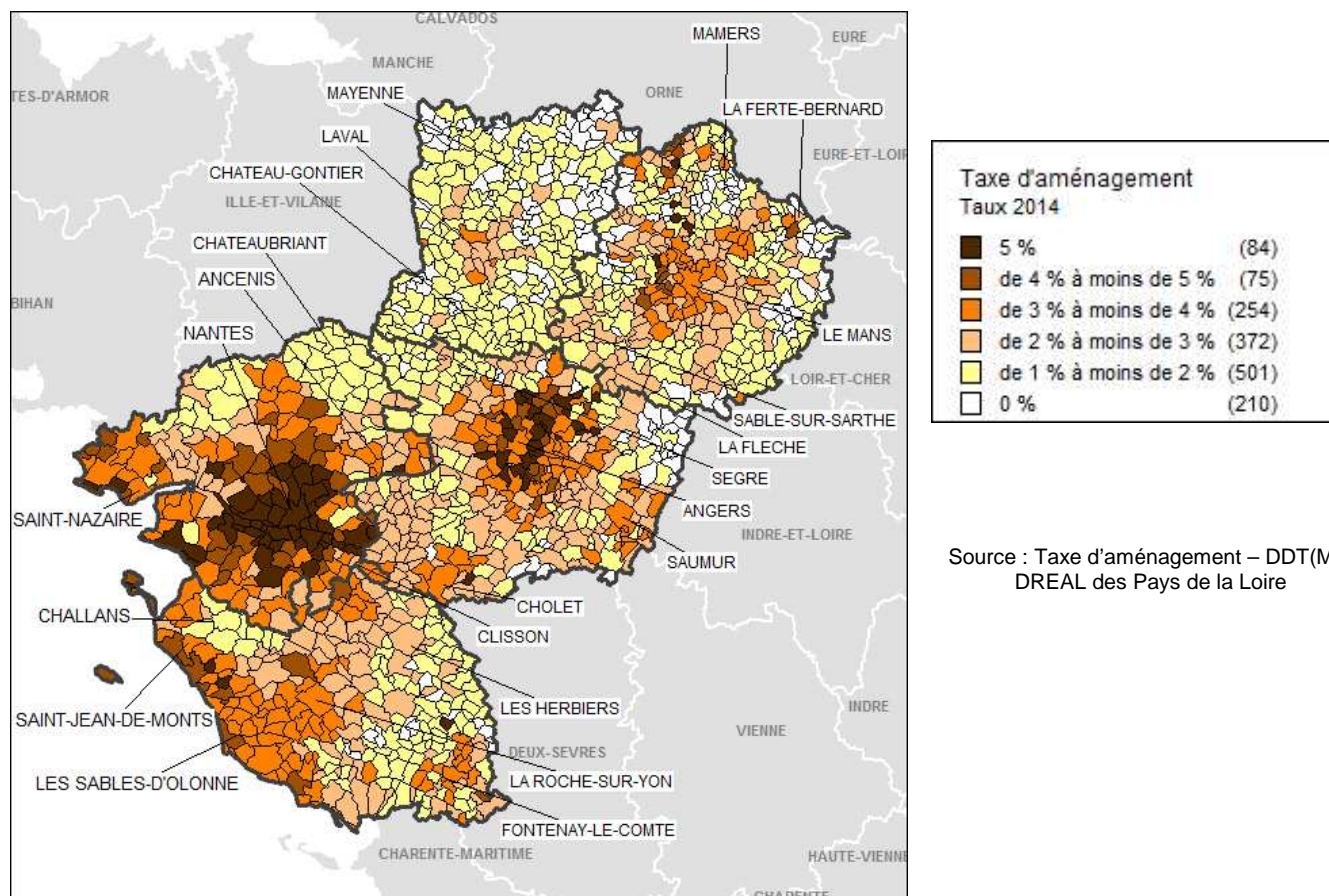 CALVADOS
MAMERS
EURE
MANCHE
TES-D'ARMOR
MAYENNE
ORNE
LA FERTE-BERNARD
LAVAL
EURE-ET-LOIR
CHATEAU-GONTIER
ILLE-ET-VILAINE
CHATEAUBRIANT
ANCENIS
BIHAN
NANTES
LE MANS
LOIR-ET-CHER
SABLE-SUR-SARTHE
LA FLECHE
SEGRE
SAINT-NAZAIRE
ANGERS
INDRE-ET-LOIRE
SAUMUR
CHOLET
CHALLANS
CLISSON
LES HERBIERS
INDRE
SAINT-JEAN-DE-MONTS
VIENNE
DEUX-SEVRES
LES SABLES-D'OLONNE
LA ROCHE-SUR-YON
FONTENAY-LE-COMTE
CHARENTE-MARITIME
HAUTE-VIENNE
CHARENTE
Taxe d'aménagement
Taux 2014
5 % (84)
de 4 % à moins de 5 % (75)
de 3 % à moins de 4 % (254)
de 2 % à moins de 3 % (372)
de 1 % à moins de 2 % (501)
0 % (210)
Source : Taxe d'aménagement – DDT(M
DREAL des Pays de la Loire